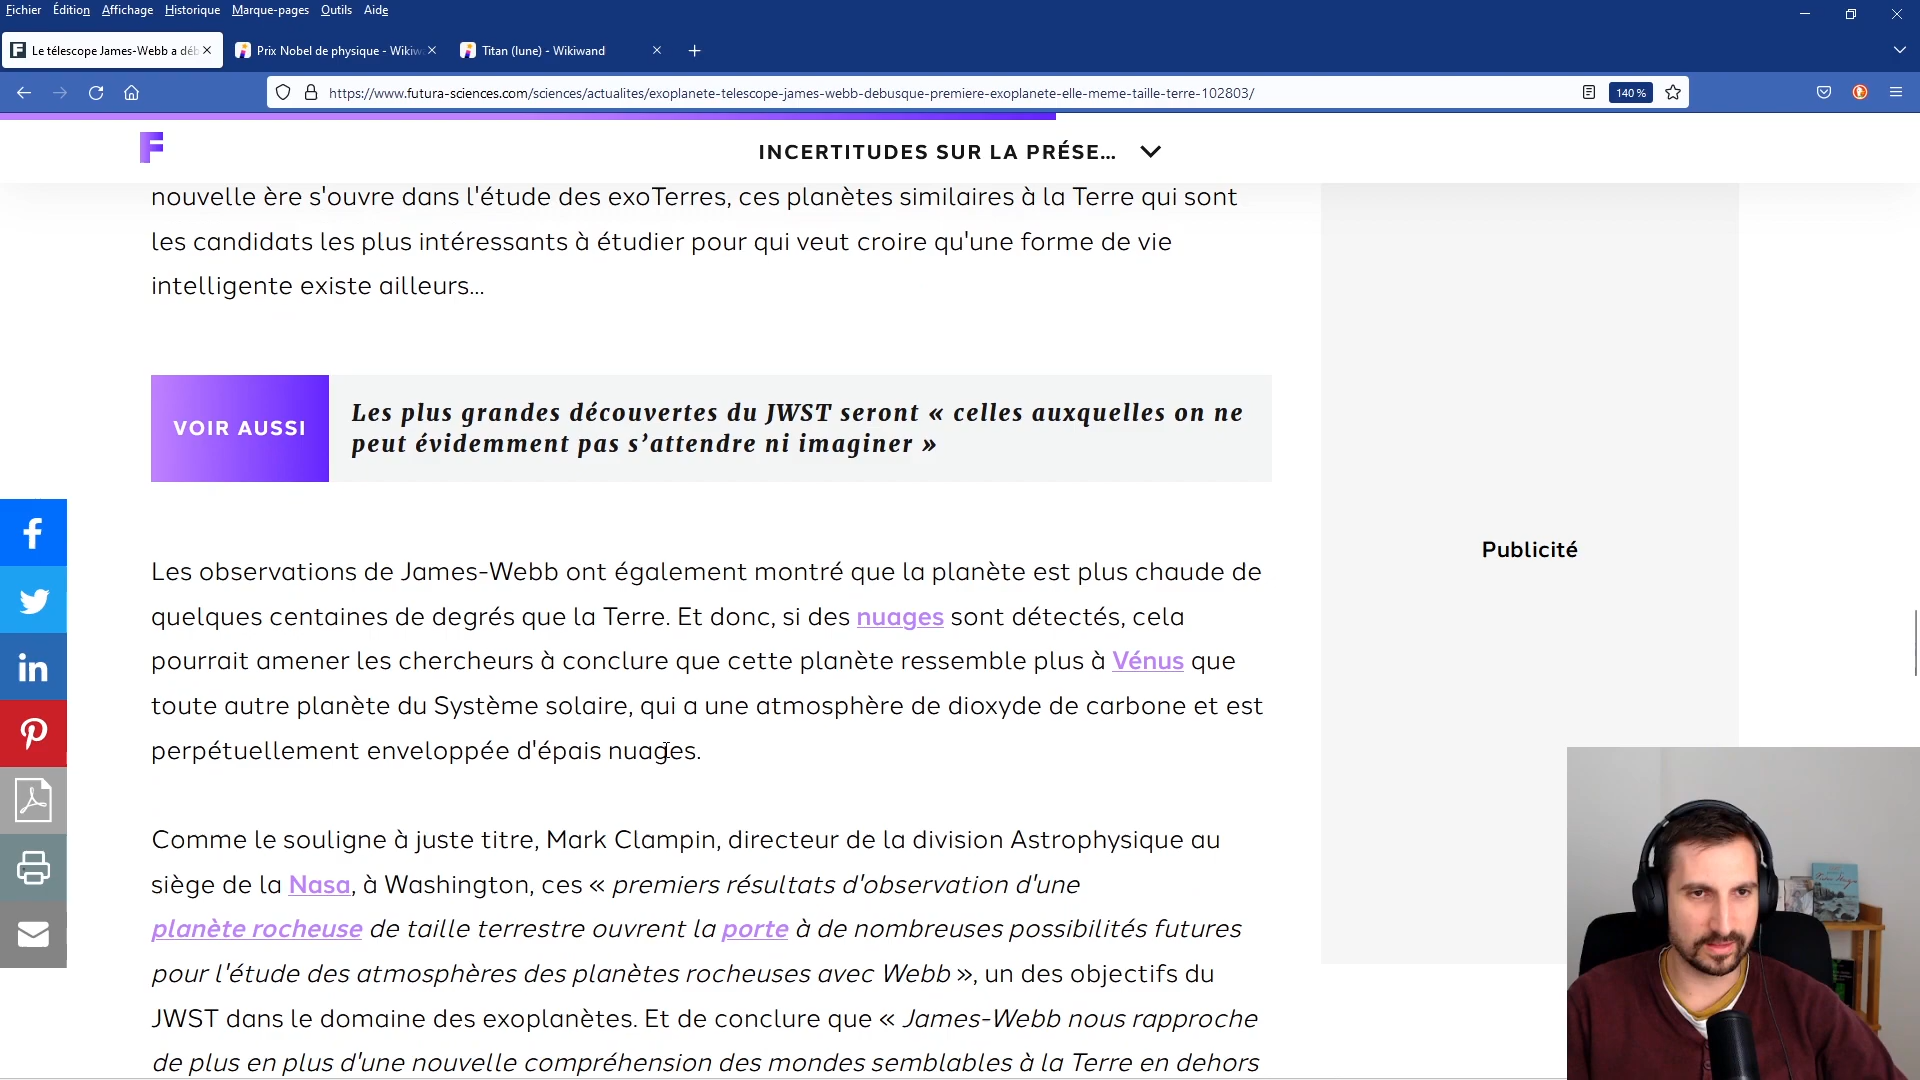 Fichier Édition Affichage Historique Marque-pages Outils Aide
Le télescope James-Webb a déb
Prix Nobel de physique - Wikiw
Titan (lune) - Wikiwand
https://www.futura-sciences.com/sciences/actualites/exoplanete-telescope-james-webb-debusque-premiere-exoplanete-elle-meme-taille-terre-102803/
140 %
F
INCERTITUDES SUR LA PRÉSE...
nouvelle ère s'ouvre dans l'étude des exoTerres, ces planètes similaires à la Terre qui sont
les candidats les plus intéressants à étudier pour qui veut croire qu'une forme de vie
intelligente existe ailleurs...
VOIR AUSSI
Les plus grandes découvertes du JWST seront « celles auxquelles on ne
peut évidemment pas s'attendre ni imaginer »
Les observations de James-Webb ont également montré que la planète est plus chaude de
quelques centaines de degrés que la Terre. Et donc, si des nuages sont détectés, cela
pourrait amener les chercheurs à conclure que cette planète ressemble plus à Vénus que
toute autre planète du Système solaire, qui a une atmosphère de dioxyde de carbone et est
perpétuellement enveloppée d'épais nuages.
Comme le souligne à juste titre, Mark Clampin, directeur de la division Astrophysique au
siège de la Nasa, à Washington, ces « premiers résultats d'observation d'une
planète rocheuse de taille terrestre ouvrent la porte à de nombreuses possibilités futures
pour l'étude des atmosphères des planètes rocheuses avec Webb », un des objectifs du
JWST dans le domaine des exoplanètes. Et de conclure que « James-Webb nous rapproche
de plus en plus d'une nouvelle compréhension des mondes semblables à la Terre en dehors
Publicité